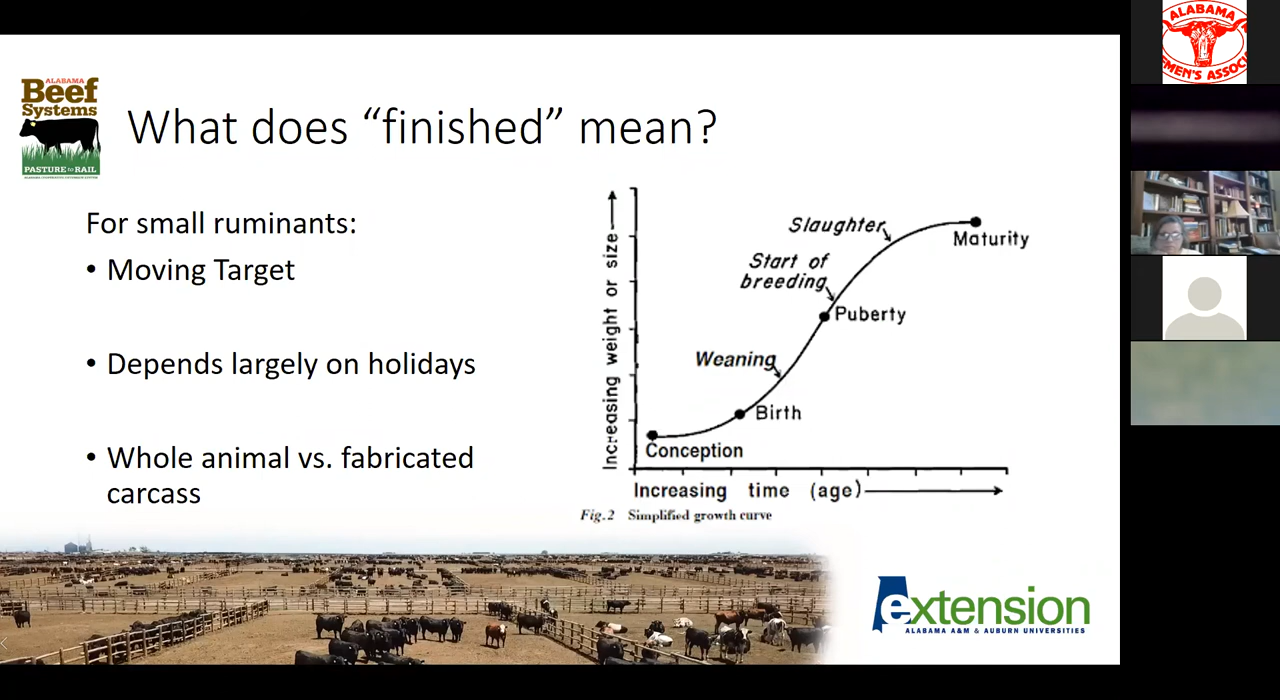 ALABAMA
Beef
Systems
PASTURE to RAIL
What does “finished” mean?
For small ruminants:
• Moving Target
• Depends largely on holidays
• Whole animal vs. fabricated
carcass
Increasing weight or size
Slaughter
Maturity
Start of
breeding
Puberty
Weaning
Birth
Conception
Increasing time (age)
Fig.2 Simplified growth curve
extension
ALABAMA A&M & AUBURN UNIVERSITIES
ALABAMA
EMEN'S ASSOC